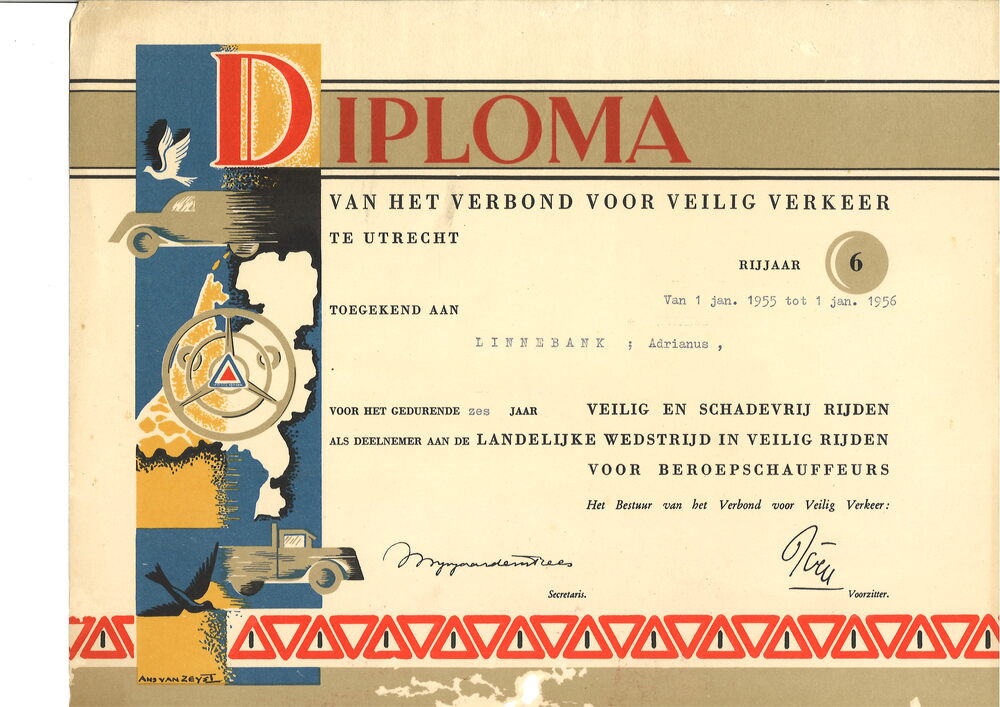 DIPLOMA
VAN HET VERBOND VOOR VEILIG VERKEER
TE UTRECHT
RIJJAAR 6
Van 1 jan. 1955 tot 1 jan. 1956
TOEGEKEND AAN
LINNEBANK ; Adrianus ,
VOOR HET GEDURENDE zes JAAR VEILIG EN SCHADEVRIJ RIJDEN
ALS DEELNEMER AAN DE LANDELIJKE WEDSTRIJD IN VEILIG RIJDEN
VOOR BEROEPSCHAUFFEURS
Het Bestuur van het Verbond voor Veilig Verkeer:
Secretaris.
Voorzitter.
ANS VAN ZEYST